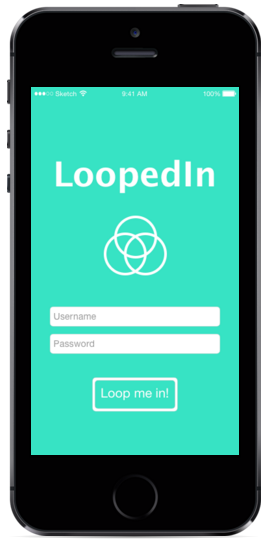 Sketch 9:41 AM 100%
LoopedIn
Username
Password
Loop me in!